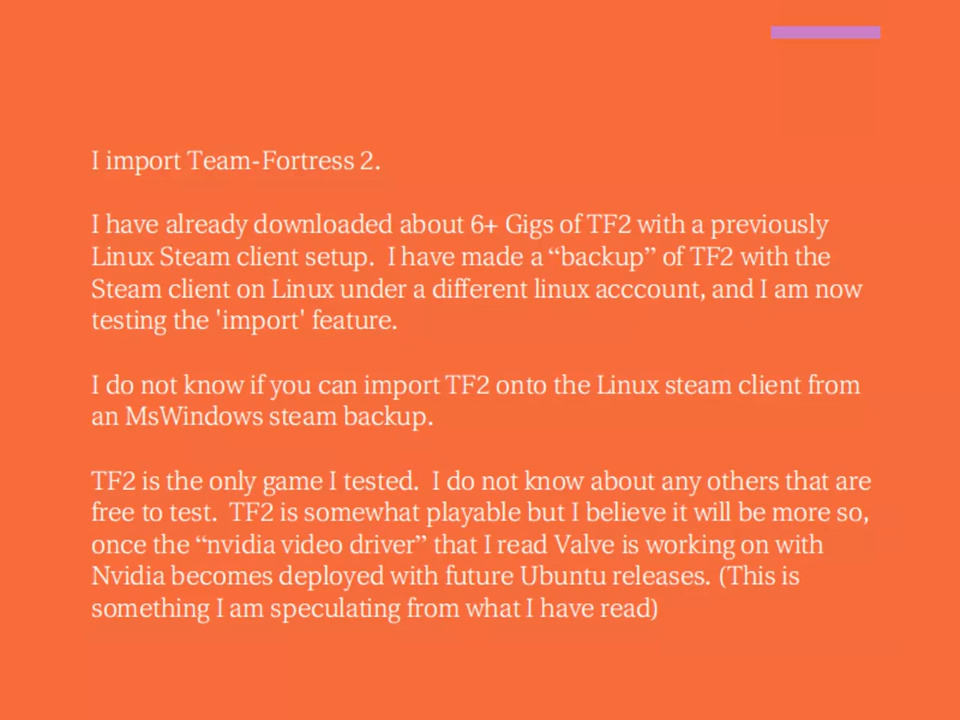 I import Team-Fortress 2.
I have already downloaded about 6+ Gigs of TF2 with a previously
Linux Steam client setup.  I have made a “backup” of TF2 with the
Steam client on Linux under a different linux acccount, and I am now
testing the 'import' feature.
I do not know if you can import TF2 onto the Linux steam client from
an MsWindows steam backup.
TF2 is the only game I tested.  I do not know about any others that are
free to test.  TF2 is somewhat playable but I believe it will be more so,
once the “nvidia video driver” that I read Valve is working on with
Nvidia becomes deployed with future Ubuntu releases. (This is
something I am speculating from what I have read)